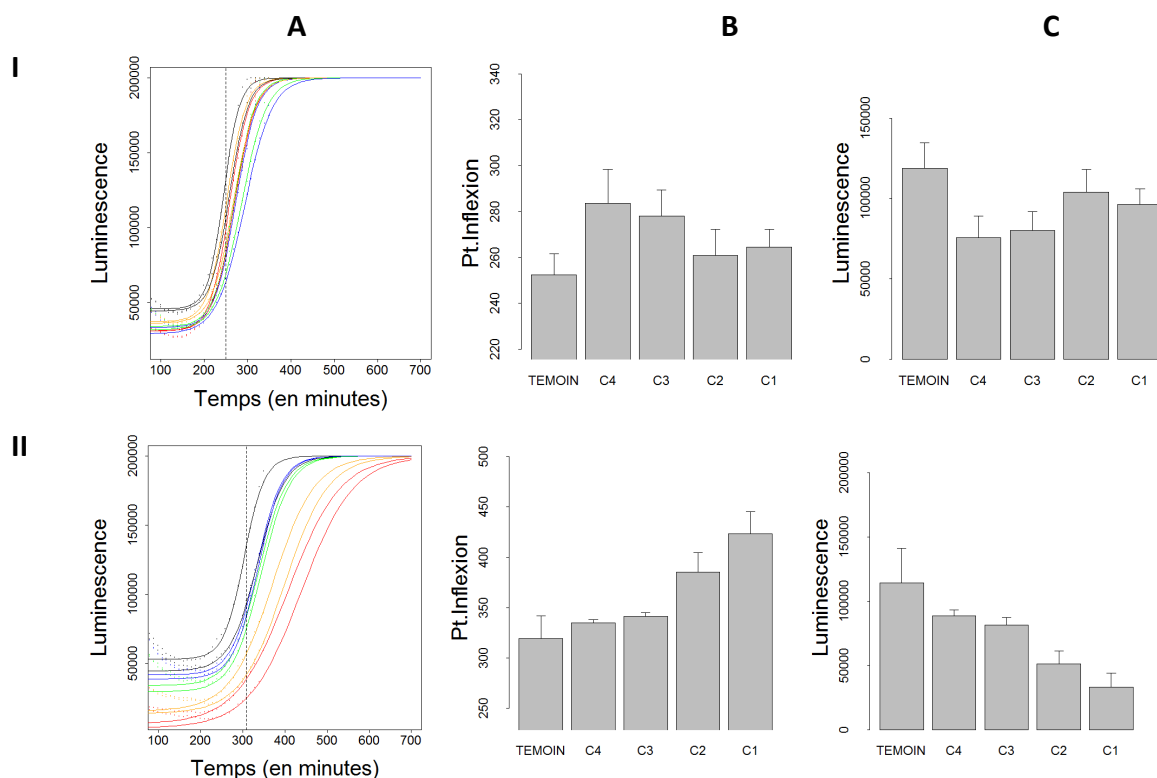 A B C
I
Luminescence
50000 100000 150000 200000
100 200 300 400 500 600 700
Temps (en minutes)
Pt.Inflexion
220 240 260 280 300 320 340
TEMOIN C4 C3 C2 C1
Luminescence
0 50000 100000 150000
TEMOIN C4 C3 C2 C1
II
Luminescence
50000 100000 150000 200000
100 200 300 400 500 600 700
Temps (en minutes)
Pt.Inflexion
250 300 350 400 450 500
TEMOIN C4 C3 C2 C1
Luminescence
0 50000 100000 150000 200000
TEMOIN C4 C3 C2 C1